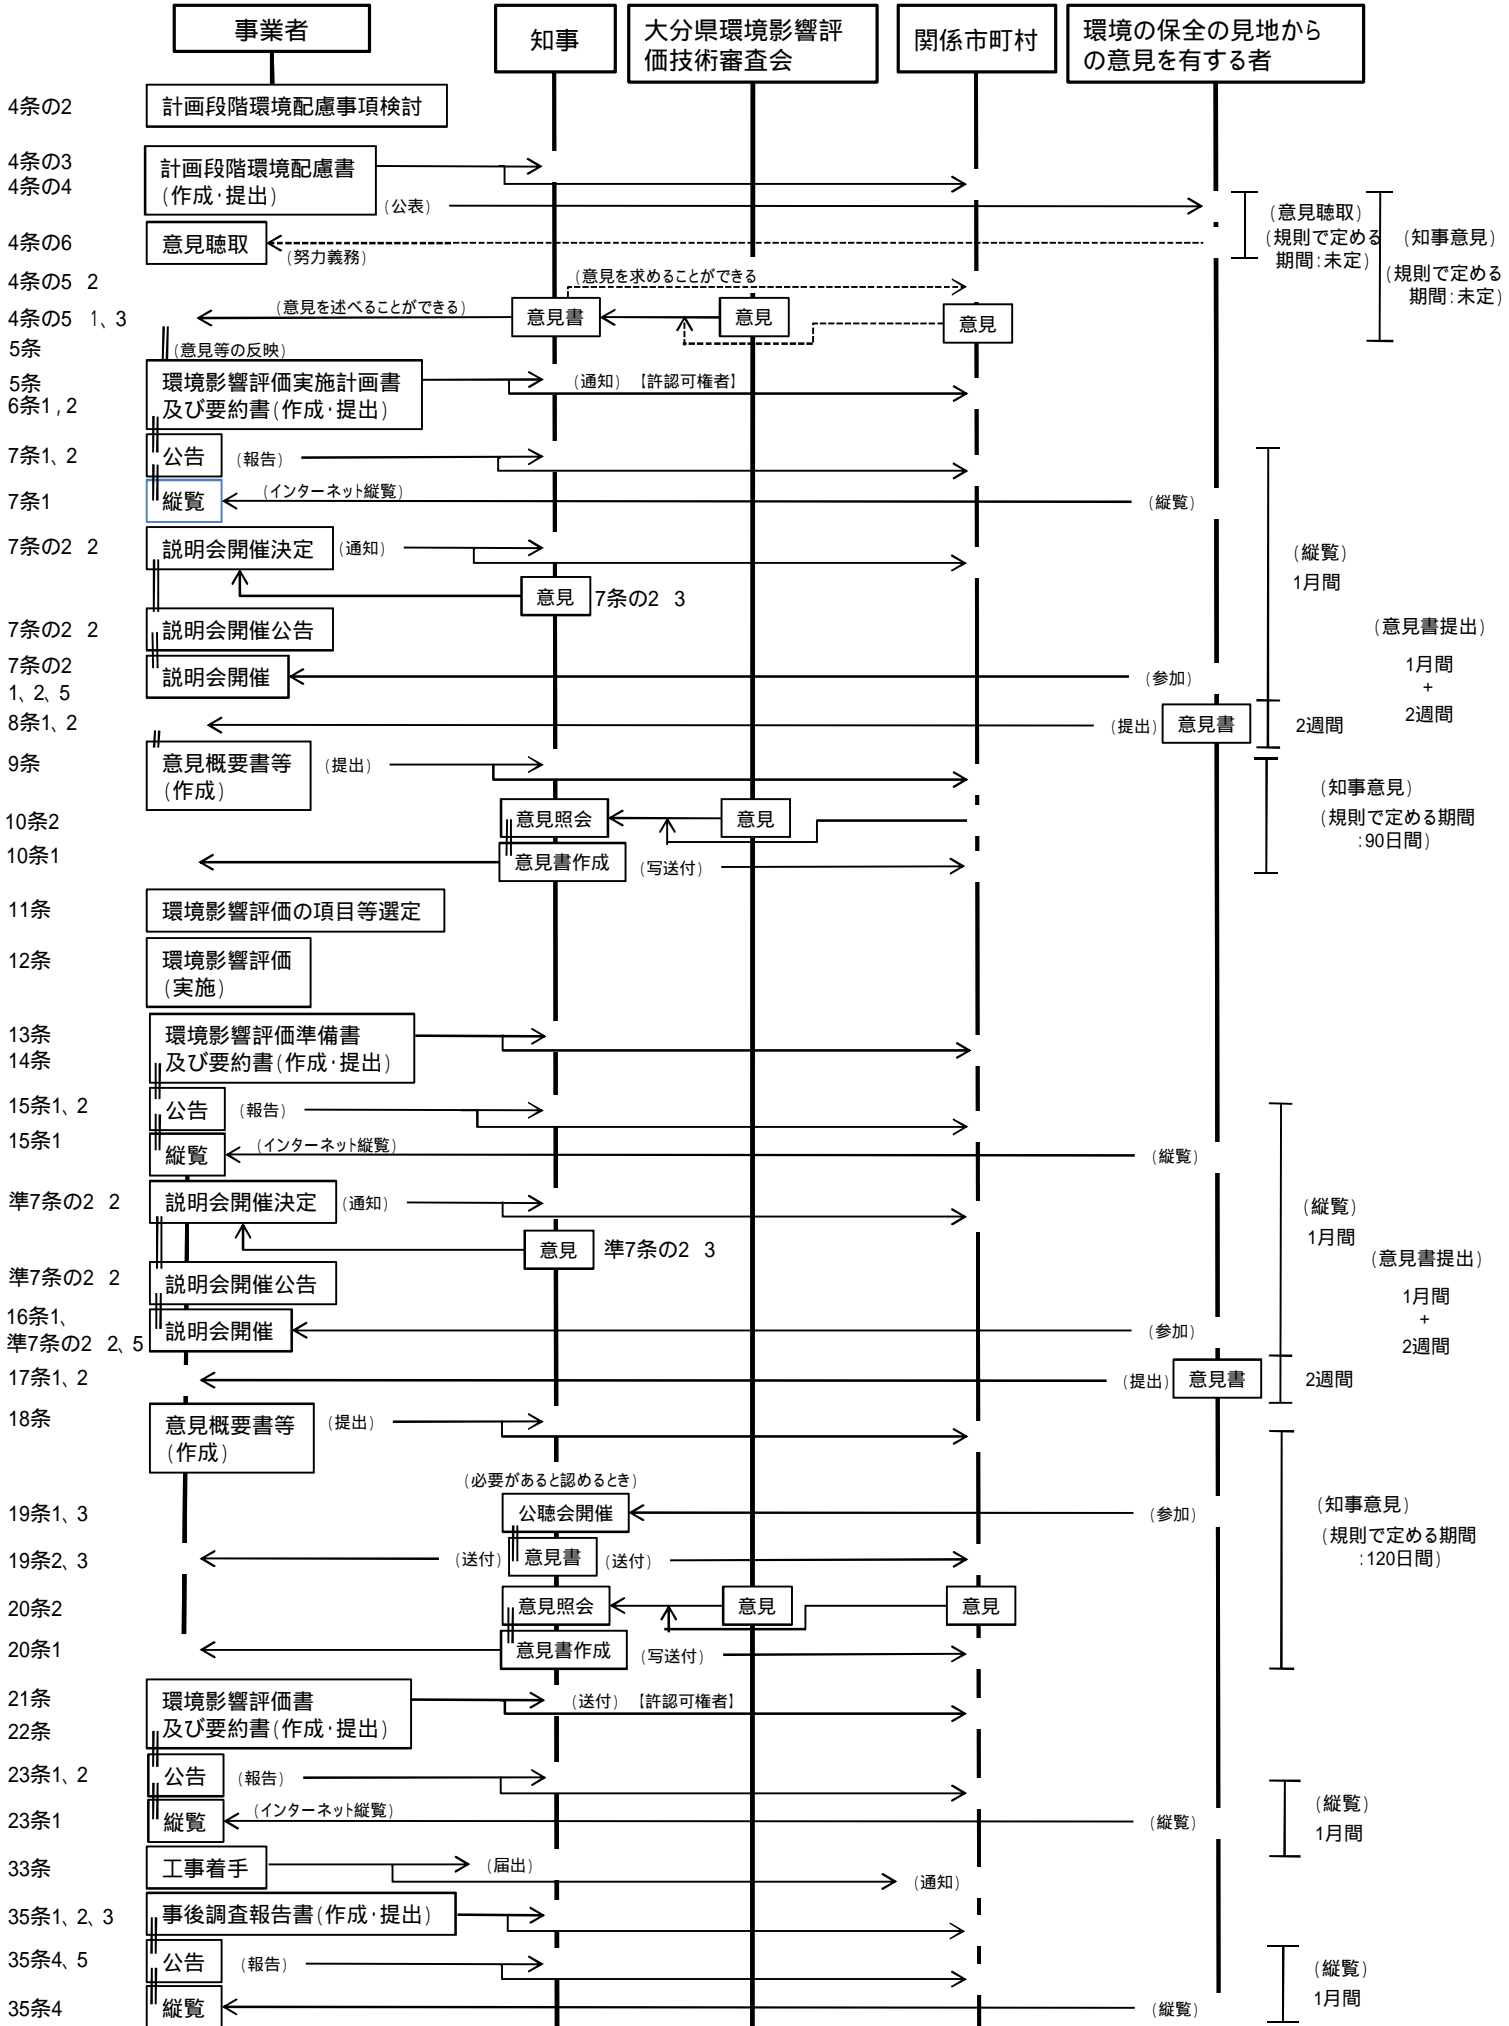 事業者
知事
大分県環境影響評
価技術審査会
関係市町村
環境の保全の見地から
の意見を有する者
4条の2
計画段階環境配慮事項検討
4条の3
4条の4
計画段階環境配慮書
(作成・提出)
(公表)
4条の6
意見聴取
(努力義務)
(意見聴取)
(規則で定める
期間:未定)
(知事意見)
(規則で定める
期間:未定)
4条の5 2
(意見を求めることができる
4条の5 1、3
(意見を述べることができる)
意見書
意見
意見
5条
(意見等の反映)
5条
6条1,2
環境影響評価実施計画書
及び要約書(作成・提出)
(通知)【許認可権者】
7条1、2
公告
(報告)
7条1
縦覧
(インターネット縦覧)
(縦覧)
7条の2 2
説明会開催決定
(通知)
意見
7条の2 3
(縦覧)
1月間
7条の2 2
説明会開催公告
7条の2
1、2、5
説明会開催
(参加)
(意見書提出)
1月間
+
2週間
8条1、2
(提出)
意見書
2週間
9条
意見概要書等
(作成)
(提出)
10条2
意見照会
意見
(知事意見)
(規則で定める期間
:90日間)
10条1
意見書作成
(写送付)
11条
環境影響評価の項目等選定
12条
環境影響評価
(実施)
13条
14条
環境影響評価準備書
及び要約書(作成・提出)
15条1、2
公告
(報告)
15条1
縦覧
(インターネット縦覧)
(縦覧)
準7条の2 2
説明会開催決定
(通知)
意見
準7条の2 3
(縦覧)
1月間
準7条の2 2
説明会開催公告
(意見書提出)
1月間
+
2週間
16条1、
準7条の2 2、5
説明会開催
(参加)
17条1、2
(提出)
意見書
2週間
18条
意見概要書等
(作成)
(提出)
(必要があると認めるとき)
19条1、3
公聴会開催
(参加)
(知事意見)
(規則で定める期間
:120日間)
19条2、3
(送付)
意見書
(送付)
20条2
意見照会
意見
意見
20条1
意見書作成
(写送付)
21条
22条
環境影響評価書
及び要約書(作成・提出)
(送付)【許認可権者】
23条1、2
公告
(報告)
23条1
縦覧
(インターネット縦覧)
(縦覧)
(縦覧)
1月間
33条
工事着手
(届出)
(通知)
35条1、2、3
事後調査報告書(作成・提出)
35条4、5
公告
(報告)
35条4
縦覧
(縦覧)
(縦覧)
1月間